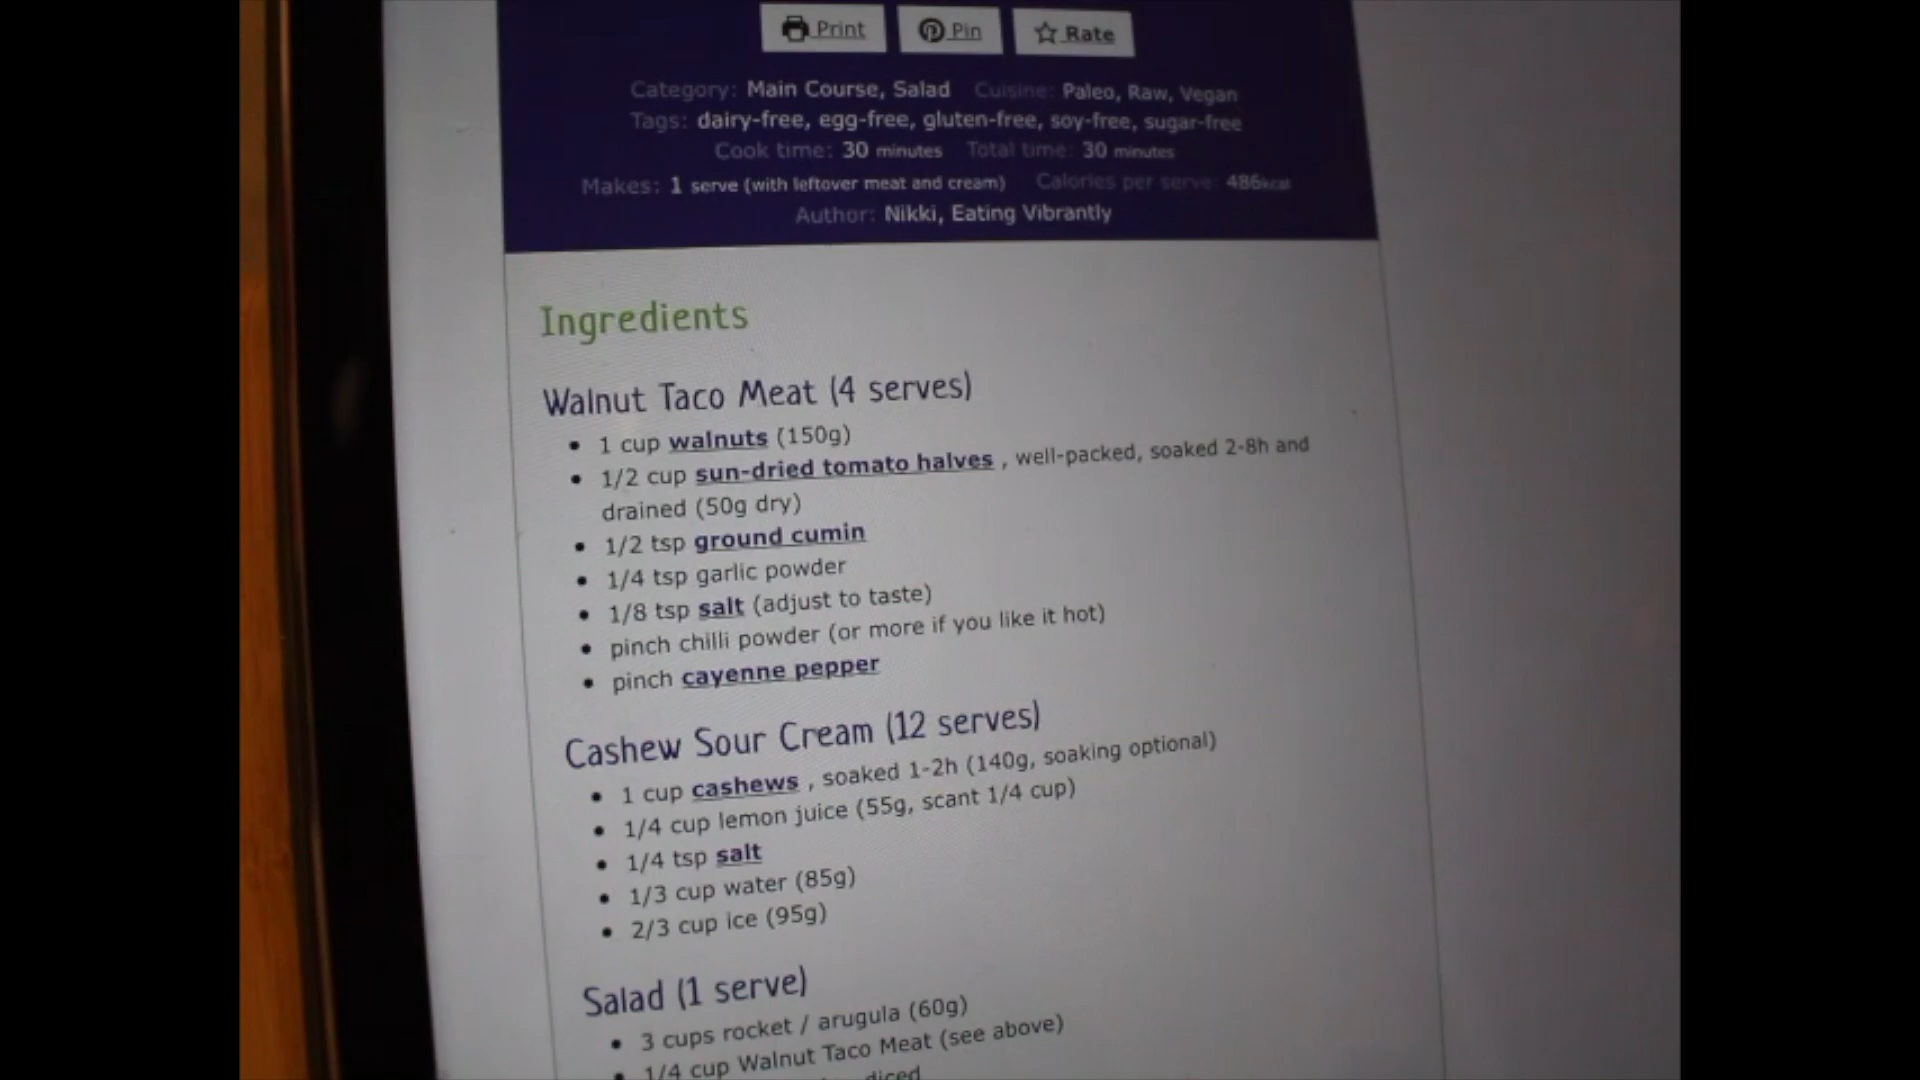 Print Pin Rate
Category: Main Course, Salad Cuisine: Paleo, Raw, Vegan
Tags: dairy-free, egg-free, gluten-free, soy-free, sugar-free
Cook time: 30 minutes Total time: 30 minutes
Makes: 1 serve (with leftover meat and cream) Calories per serve: 486kcal
Author: Nikki, Eating Vibrantly
Ingredients
Walnut Taco Meat (4 serves)
• 1 cup walnuts (150g)
• 1/2 cup sun-dried tomato halves , well-packed, soaked 2-8h and
drained (50g dry)
• 1/2 tsp ground cumin
• 1/4 tsp garlic powder
• 1/8 tsp salt (adjust to taste)
• pinch chilli powder (or more if you like it hot)
• pinch cayenne pepper
Cashew Sour Cream (12 serves)
• 1 cup cashews , soaked 1-2h (140g, soaking optional)
• 1/4 cup lemon juice (55g, scant 1/4 cup)
• 1/4 tsp salt
• 1/3 cup water (85g)
• 2/3 cup ice (95g)
Salad (1 serve)
• 3 cups rocket / arugula (60g)
• 1/4 cup Walnut Taco Meat (see above)
diced